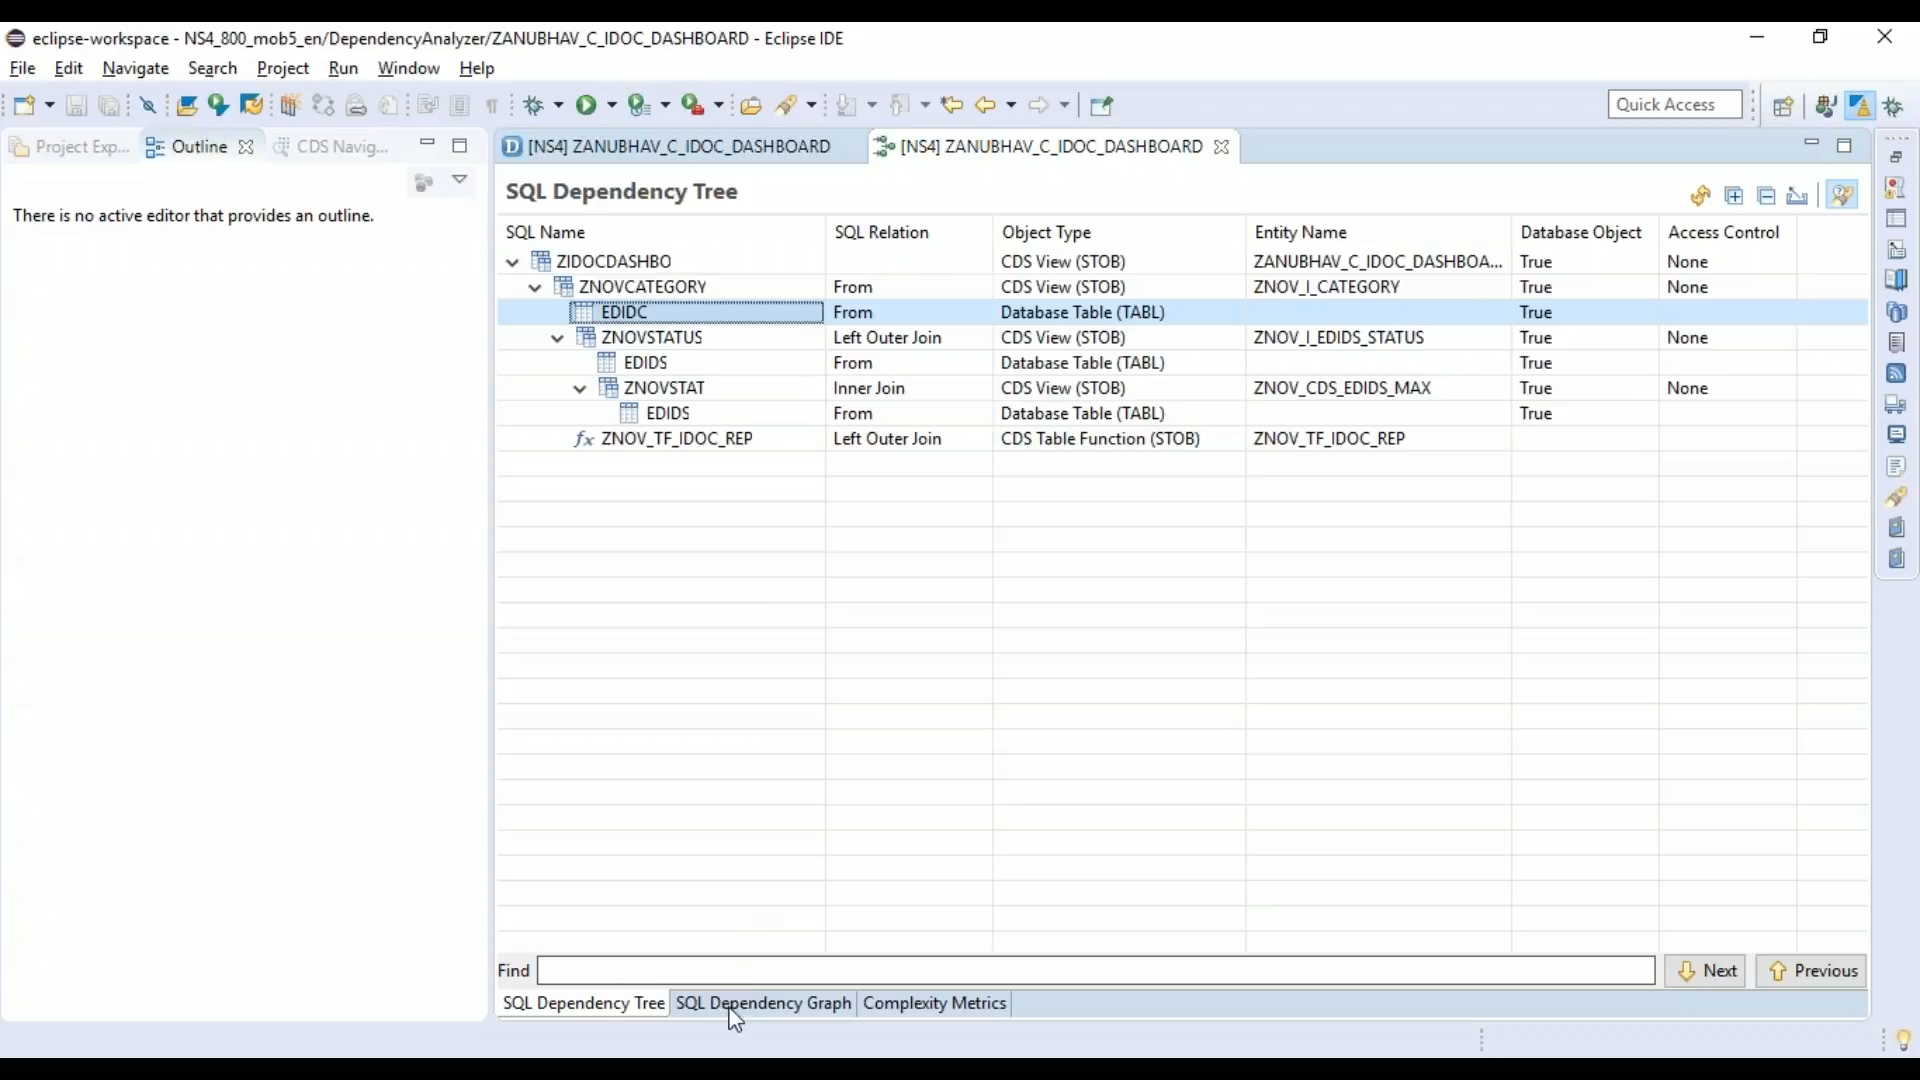 eclipse-workspace - NS4_800_mob5_en/DependencyAnalyzer/ZANUBHAV_C_IDOC_DASHBOARD - Eclipse IDE
File Edit Navigate Search Project Run Window Help
Quick Access
Project Exp... Outline CDS Navig...
There is no active editor that provides an outline.
[NS4] ZANUBHAV_C_IDOC_DASHBOARD [NS4] ZANUBHAV_C_IDOC_DASHBOARD
SQL Dependency Tree
SQL Name SQL Relation Object Type Entity Name Database Object Access Control
ZIDOCDASHBO CDS View (STOB) ZANUBHAV_C_IDOC_DASHBOA... True None
ZNOVCATEGORY From CDS View (STOB) ZNOV_I_CATEGORY True None
EDIDC From Database Table (TABL) True
ZNOVSTATUS Left Outer Join CDS View (STOB) ZNOV_I_EDIDS_STATUS True None
EDIDS From Database Table (TABL) True
ZNOVSTAT Inner Join CDS View (STOB) ZNOV_CDS_EDIDS_MAX True None
EDIDS From Database Table (TABL) True
fx ZNOV_TF_IDOC_REP Left Outer Join CDS Table Function (STOB) ZNOV_TF_IDOC_REP
Find Next Previous
SQL Dependency Tree SQL Dependency Graph Complexity Metrics